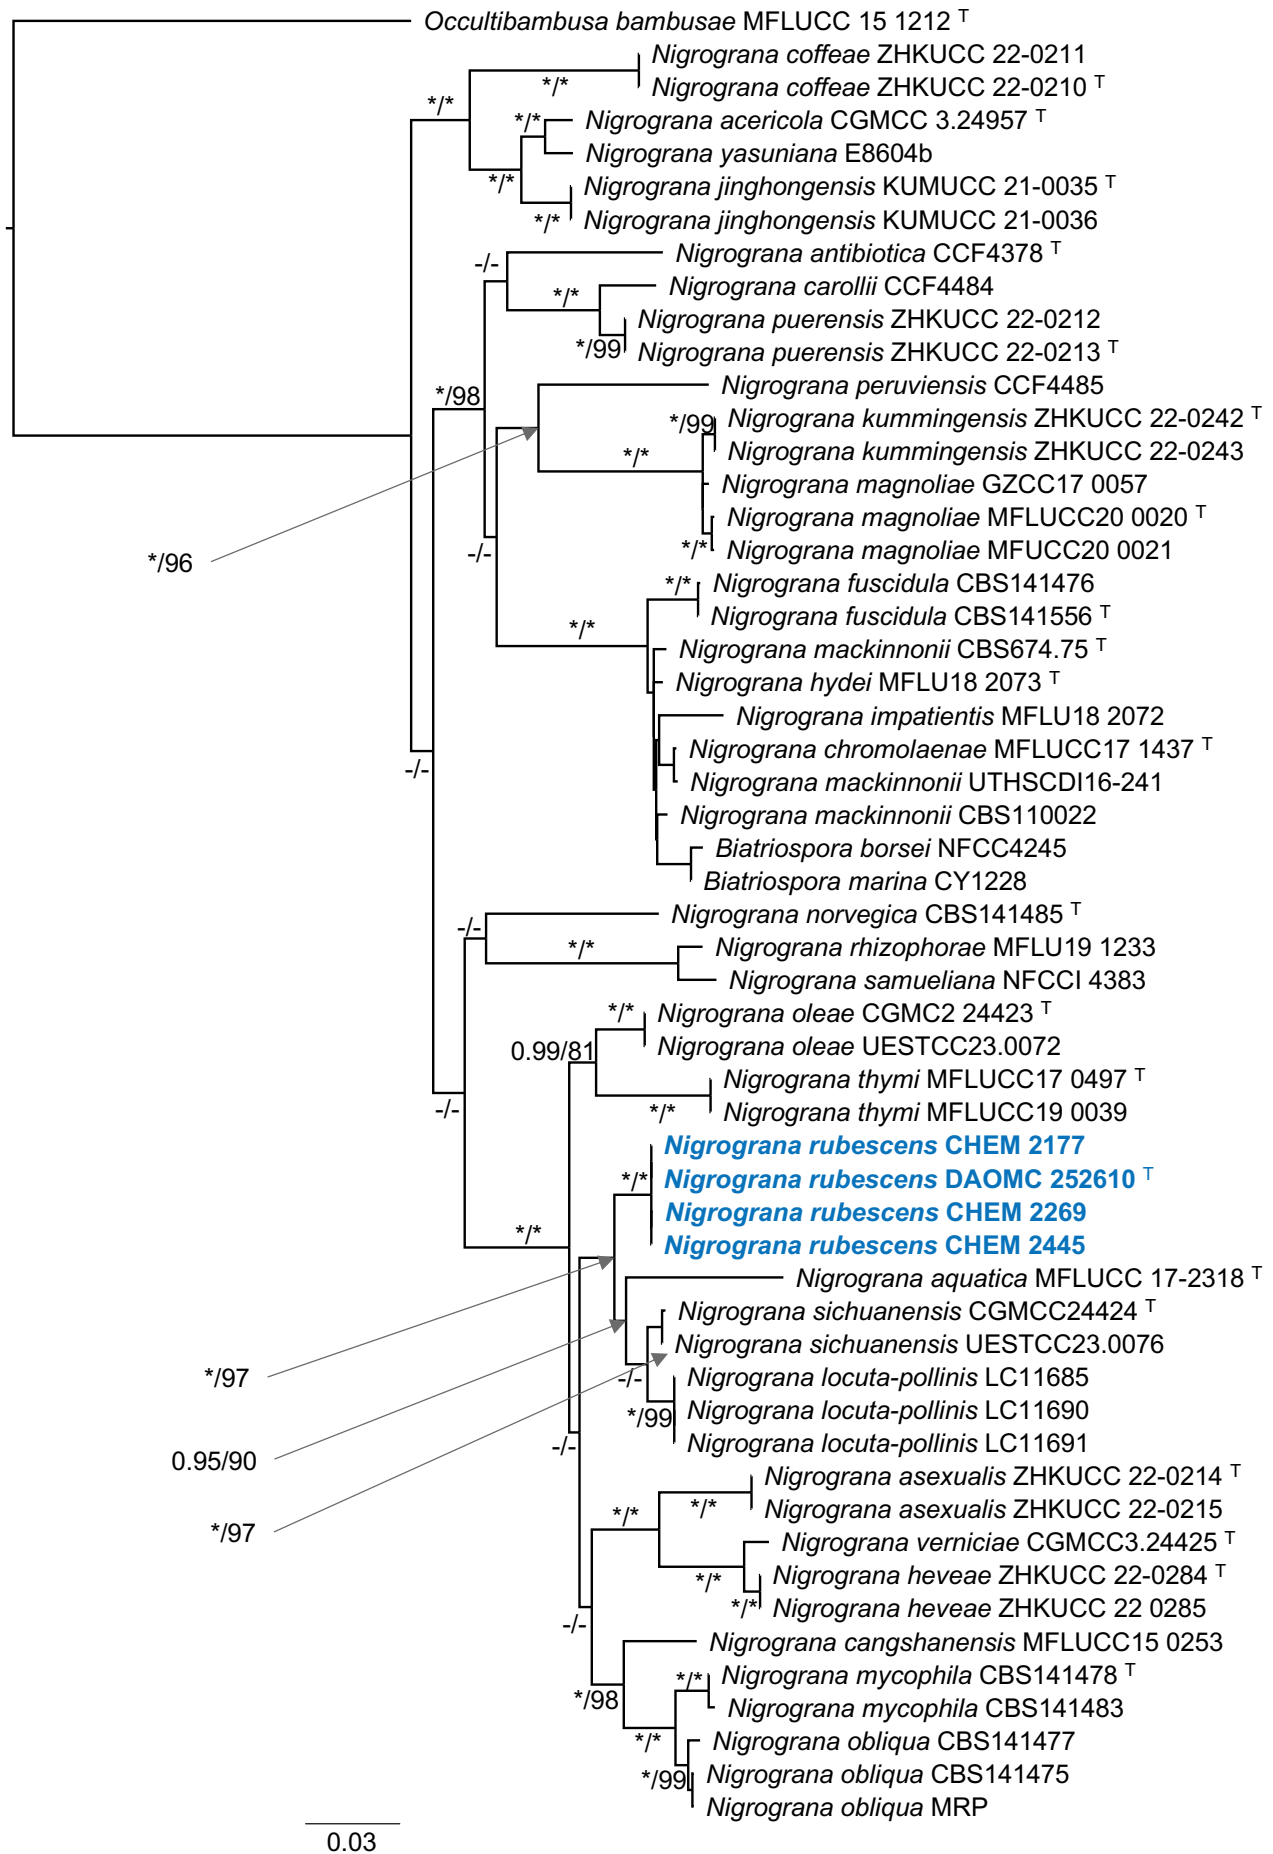 Occultibambusa bambusae MFLUCC 15 1212 T
Nigrograna coffeae ZHKUCC 22-0211
*/*
Nigrograna coffeae ZHKUCC 22-0210 T
*/*
*/*
Nigrograna acericola CGMCC 3.24957 T
Nigrograna yasuniana E8604b
*/*
Nigrograna jinghongensis KUMUCC 21-0035 T
*/*
Nigrograna jinghongensis KUMUCC 21-0036
-/-
Nigrograna antibiotica CCF4378 T
*/*
Nigrograna carollii CCF4484
Nigrograna puerensis ZHKUCC 22-0212
*/99
Nigrograna puerensis ZHKUCC 22-0213 T
*/98
Nigrograna peruviensis CCF4485
*/99
Nigrograna kummingensis ZHKUCC 22-0242 T
*/*
Nigrograna kummingensis ZHKUCC 22-0243
Nigrograna magnoliae GZCC17 0057
Nigrograna magnoliae MFLUCC20 0020 T
-/-
*/*
Nigrograna magnoliae MFUCC20 0021
*/96
*/*
Nigrograna fuscidula CBS141476
Nigrograna fuscidula CBS141556 T
*/*
Nigrograna mackinnonii CBS674.75 T
Nigrograna hydei MFLU18 2073 T
Nigrograna impatientis MFLU18 2072
Nigrograna chromolaenae MFLUCC17 1437 T
-/-
Nigrograna mackinnonii UTHSCDI16-241
Nigrograna mackinnonii CBS110022
Biatriospora borsei NFCC4245
Biatriospora marina CY1228
-/-
Nigrograna norvegica CBS141485 T
*/*
Nigrograna rhizophorae MFLU19 1233
Nigrograna samueliana NFCCI 4383
*/*
Nigrograna oleae CGMC2 24423 T
0.99/81
Nigrograna oleae UESTCC23.0072
Nigrograna thymi MFLUCC17 0497 T
-/-
*/*
Nigrograna thymi MFLUCC19 0039
Nigrograna rubescens CHEM 2177
*/*
Nigrograna rubescens DAOMC 252610 T
Nigrograna rubescens CHEM 2269
*/*
Nigrograna rubescens CHEM 2445
Nigrograna aquatica MFLUCC 17-2318 T
Nigrograna sichuanensis CGMCC24424 T
Nigrograna sichuanensis UESTCC23.0076
*/97
-/-
Nigrograna locuta-pollinis LC11685
*/99
Nigrograna locuta-pollinis LC11690
-/-
Nigrograna locuta-pollinis LC11691
0.95/90
Nigrograna asexualis ZHKUCC 22-0214 T
*/*
*/*
Nigrograna asexualis ZHKUCC 22-0215
*/97
Nigrograna verniciae CGMCC3.24425 T
*/*
Nigrograna heveae ZHKUCC 22-0284 T
*/*
Nigrograna heveae ZHKUCC 22 0285
-/-
Nigrograna cangshanensis MFLUCC15 0253
*/*
Nigrograna mycophila CBS141478 T
*/98
Nigrograna mycophila CBS141483
*/*
Nigrograna obliqua CBS141477
*/99
Nigrograna obliqua CBS141475
Nigrograna obliqua MRP
0.03